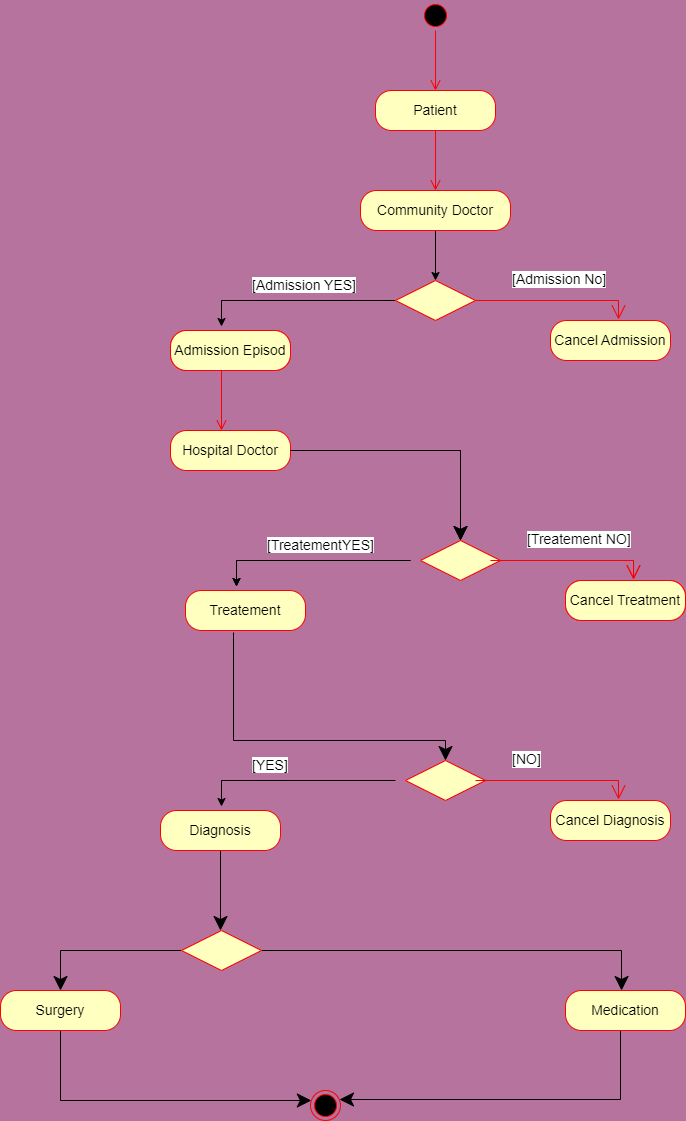 Patient
Community Doctor
[Admission YES]
[Admission No]
Admission Episod
Cancel Admission
Hospital Doctor
[TreatementYES]
[Treatement NO]
Treatement
Cancel Treatment
[YES]
[NO]
Diagnosis
Cancel Diagnosis
Surgery
Medication